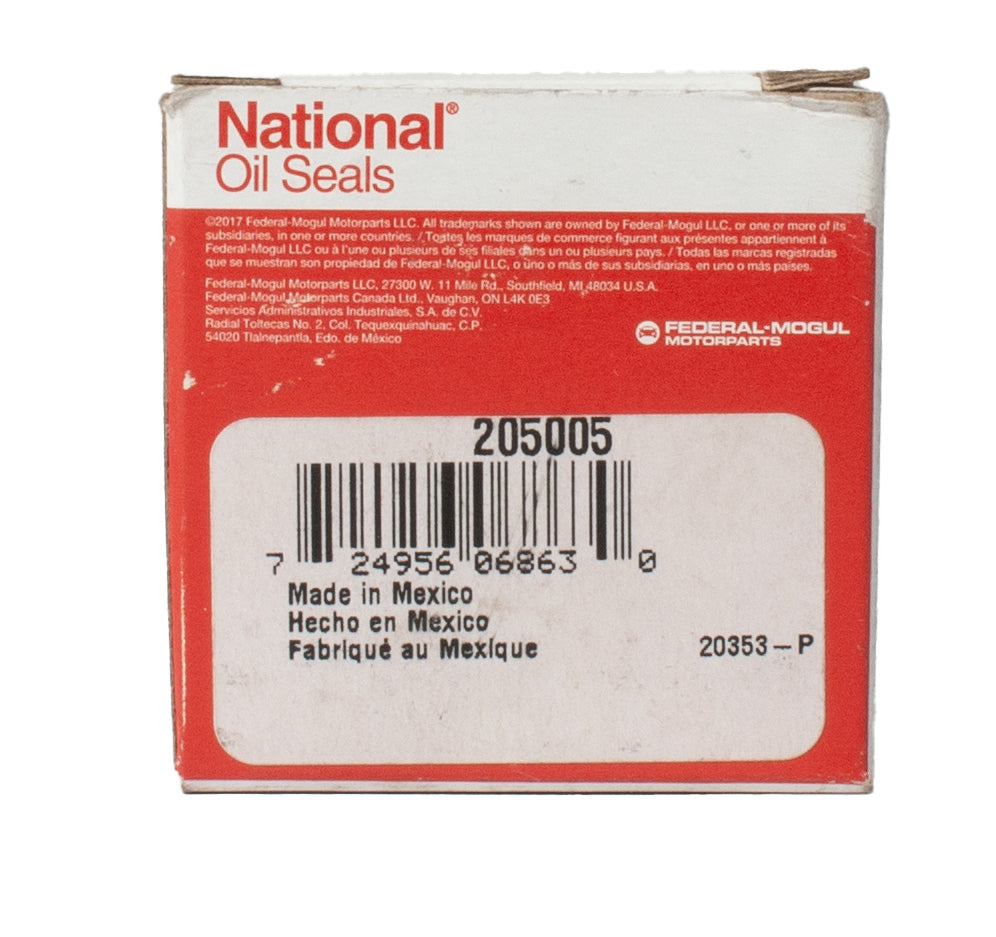 National®
Oil Seals
©2017 Federal-Mogul Motorparts LLC. All trademarks shown are owned by Federal-Mogul LLC, or one or more of its
subsidiaries, in one or more countries. / Toutes les marques de commerce figurant aux présentes appartiennent à
Federal-Mogul LLC ou à l'une ou plusieurs de ses filiales dans un ou plusieurs pays. / Todas las marcas registradas
que se muestran son propiedad de Federal-Mogul LLC, o uno o más de sus subsidiarias, en uno o más países.
Federal-Mogul Motorparts LLC, 27300 W. 11 Mile Rd., Southfield, MI 48034 U.S.A.
Federal-Mogul Motorparts Canada Ltd., Vaughan, ON L4K 0E3
Servicios Administrativos Industriales, S.A. de C.V.
Radial Toltecas No. 2, Col. Tequexquinahuac, C.P.
54020 Tlalnepantla, Edo. de México
FEDERAL-MOGUL
MOTORPARTS
205005
7 24956 06863 0
Made in Mexico
Hecho en Mexico
Fabriqué au Mexique
20353-P